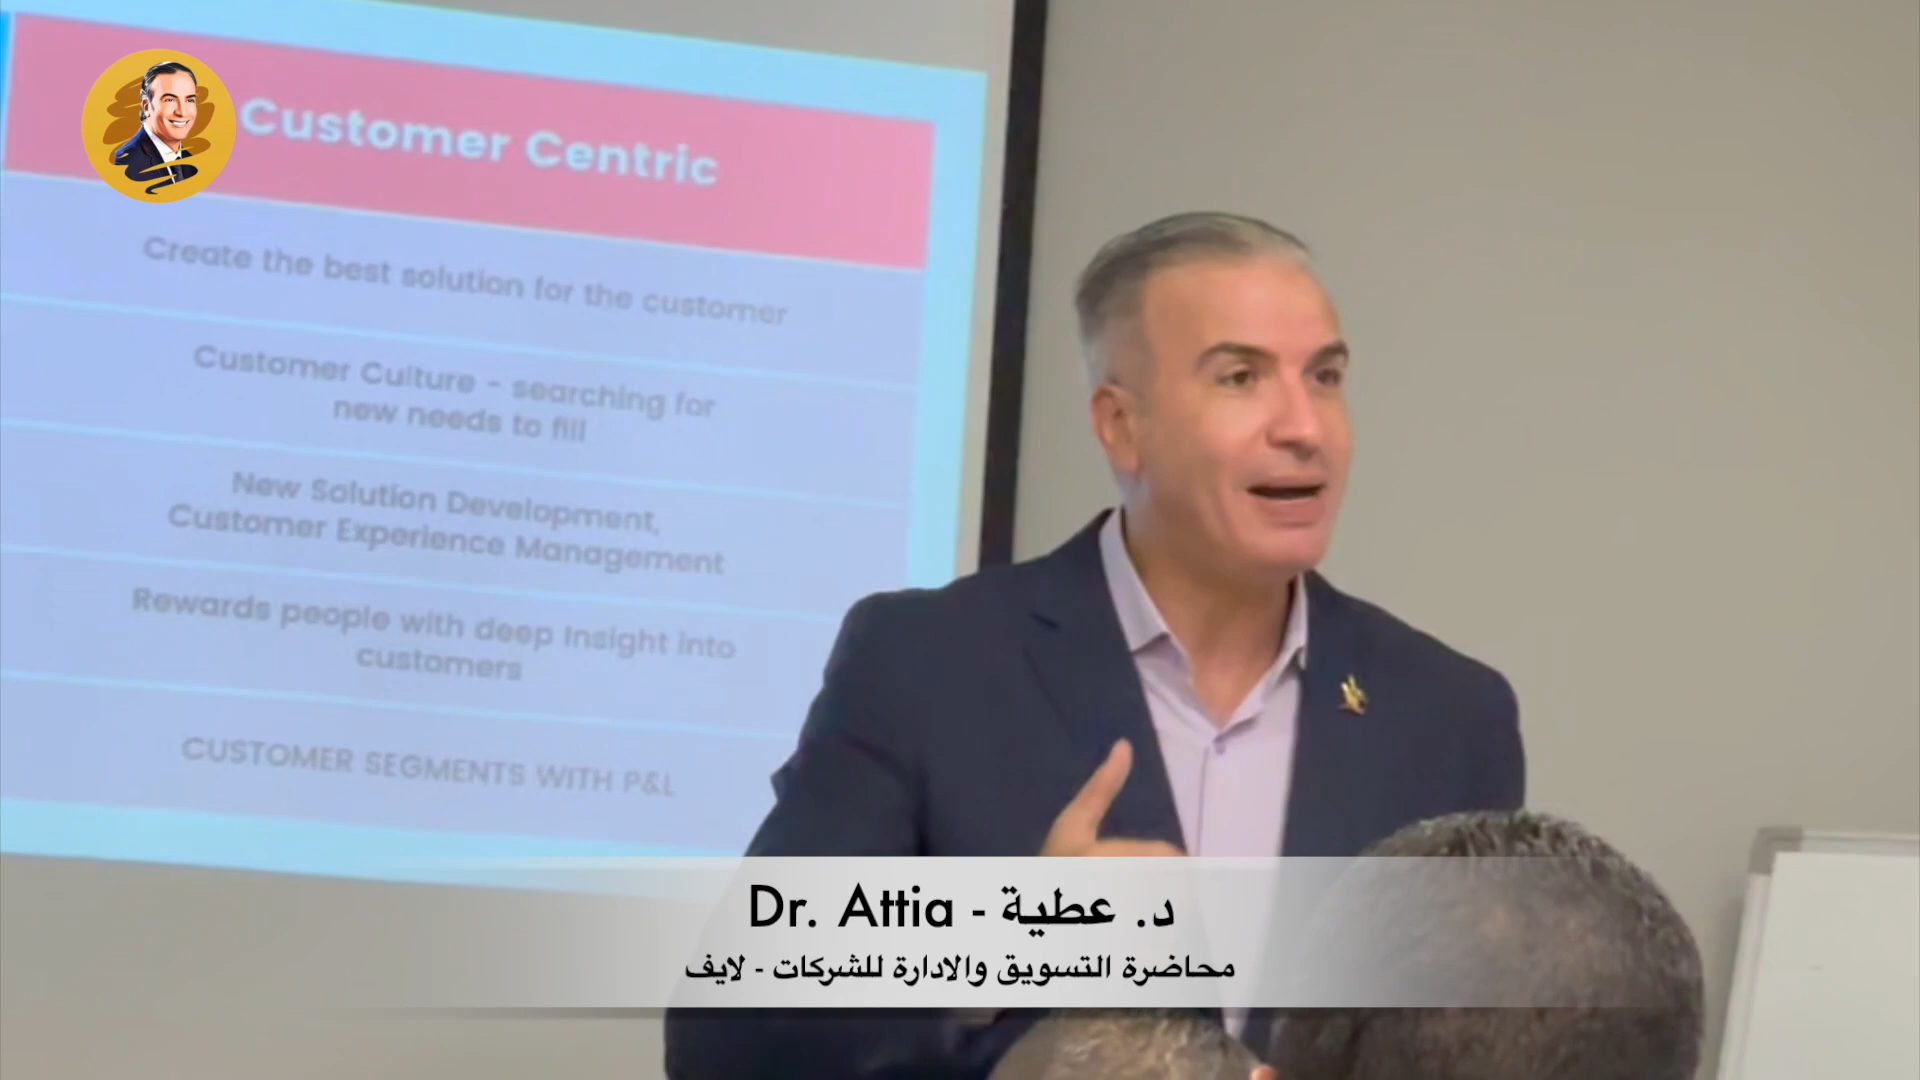 Customer Centric
Create the best solution for the customer
Customer Culture - searching for
new needs to fill
New Solution Development,
Customer Experience Management
Rewards people with deep Insight into
customers
CUSTOMER SEGMENTS WITH P&L
Dr. Attia - د. عطية
محاضرة التسويق والادارة للشركات - لايف